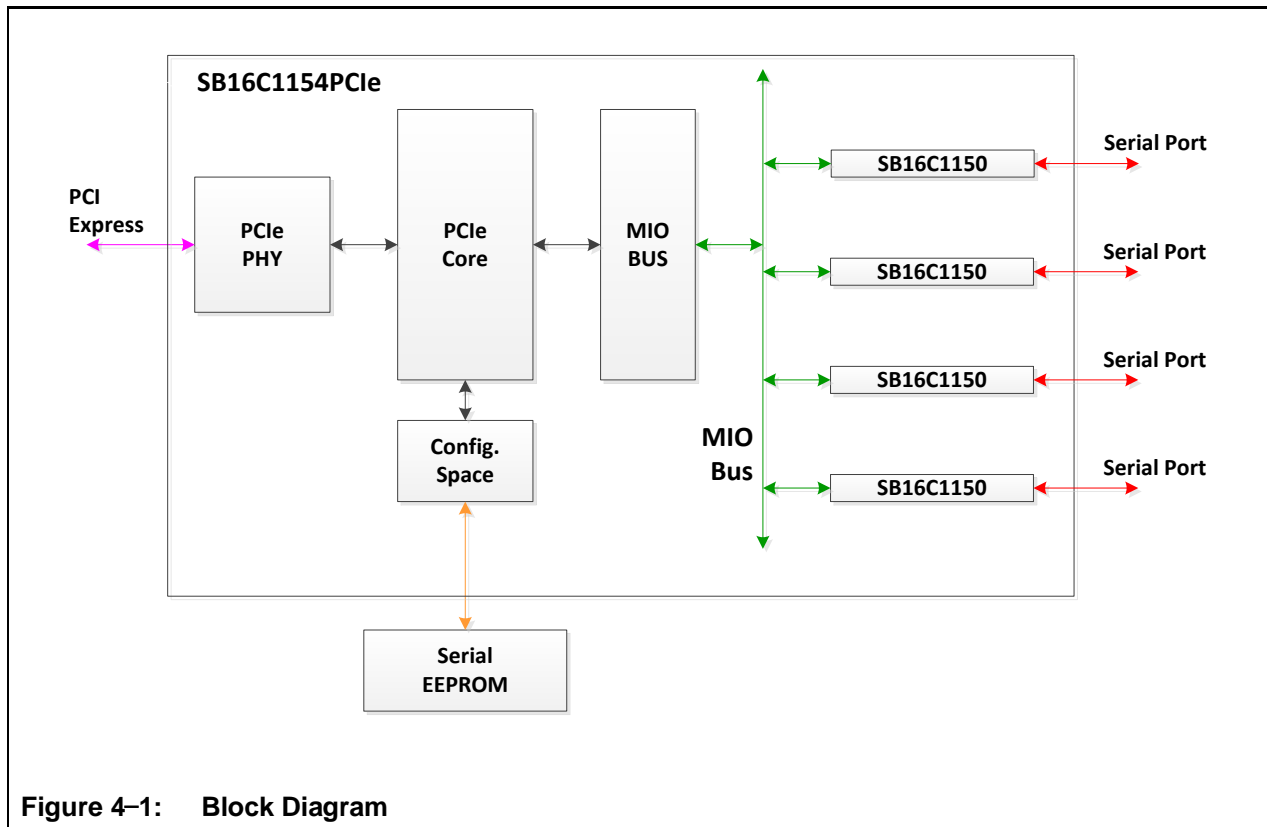 SB16C1154PCIe
PCI
Express
PCIe
PHY
PCIe
Core
MIO
BUS
Config.
Space
Serial
EEPROM
MIO
Bus
SB16C1150
Serial Port
SB16C1150
Serial Port
SB16C1150
Serial Port
SB16C1150
Serial Port
Figure 4–1: Block Diagram